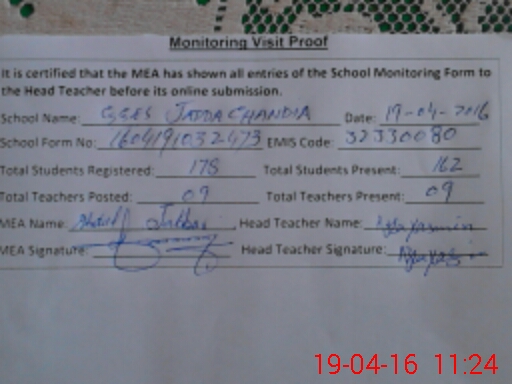 Monitoring Visit Proof
It is certified that the MEA has shown all entries of the School Monitoring Form to
the Head Teacher before its online submission.
School Name: GGES JADDA CHANDIA Date: 19-04-2016
School Form No: 1604191032473 EMIS Code: 32330080
Total Students Registered: 178 Total Students Present: 162
Total Teachers Posted: 09 Total Teachers Present: 09
MEA Name: Abdul Jabbar Head Teacher Name:
MEA Signature: Head Teacher Signature:
19-04-16 11:24